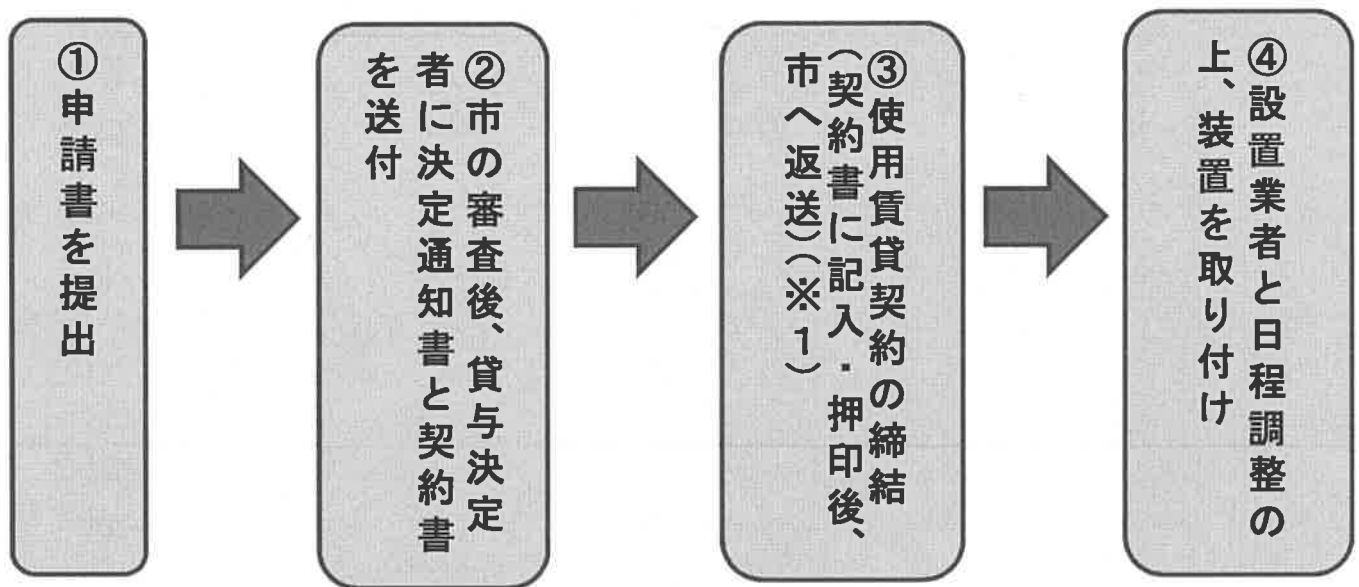 ①申請書を提出
②市の審査後、貸与決定
者に決定通知書と契約書
を送付
③使用賃貸契約の締結
(契約書に記入・押印後、
市へ返送)(※1)
④設置業者と日程調整の
上、装置を取り付け